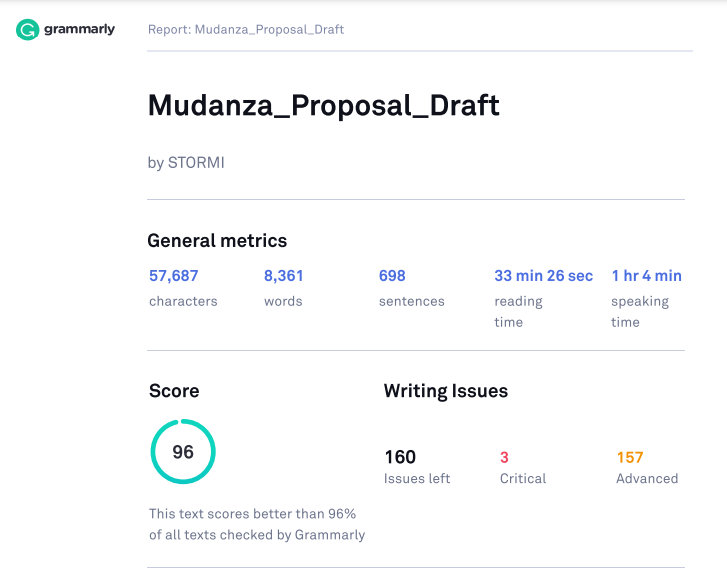 grammarly
Report: Mudanza_Proposal_Draft
Mudanza_Proposal_Draft
by STORMI
General metrics
57,687 8,361 698 33 min 26 sec 1 hr 4 min
characters words sentences reading time speaking time
Score
Writing Issues
96
160 3 157
Issues left Critical Advanced
This text scores better than 96%
of all texts checked by Grammarly